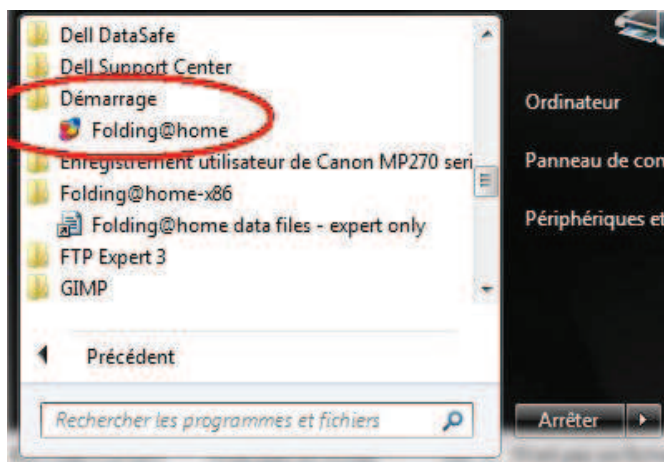 Dell DataSafe
Dell Support Center
Démarrage
Folding@home
Enregistrement utilisateur de Canon MP270 seri
Folding@home-x86
Folding@home data files - expert only
FTP Expert 3
GIMP
Précédent
Rechercher les programmes et fichiers
Ordinateur
Panneau de con
Périphériques et
Arrêter